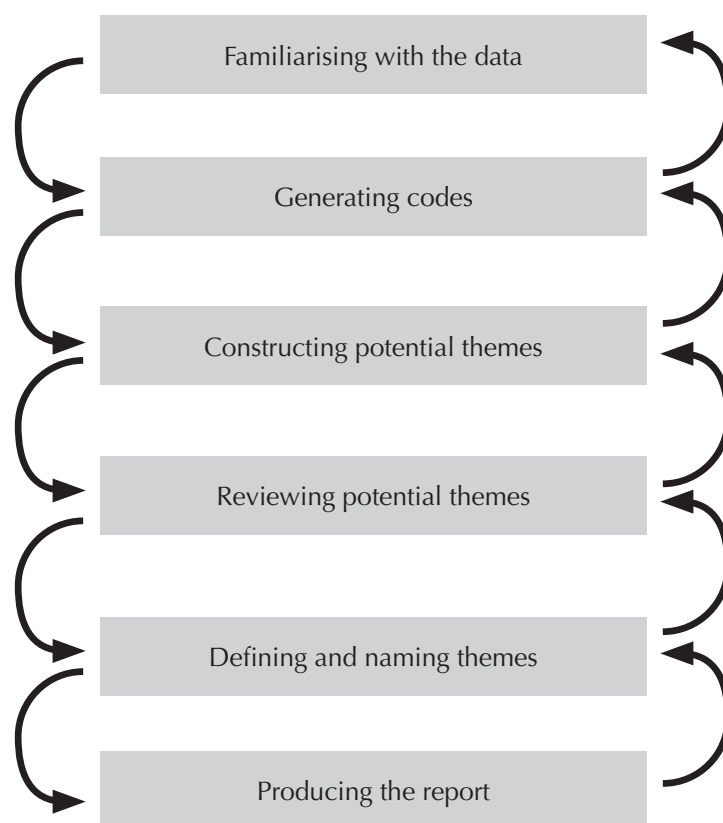 Familiarising with the data
Generating codes
Constructing potential themes
Reviewing potential themes
Defining and naming themes
Producing the report